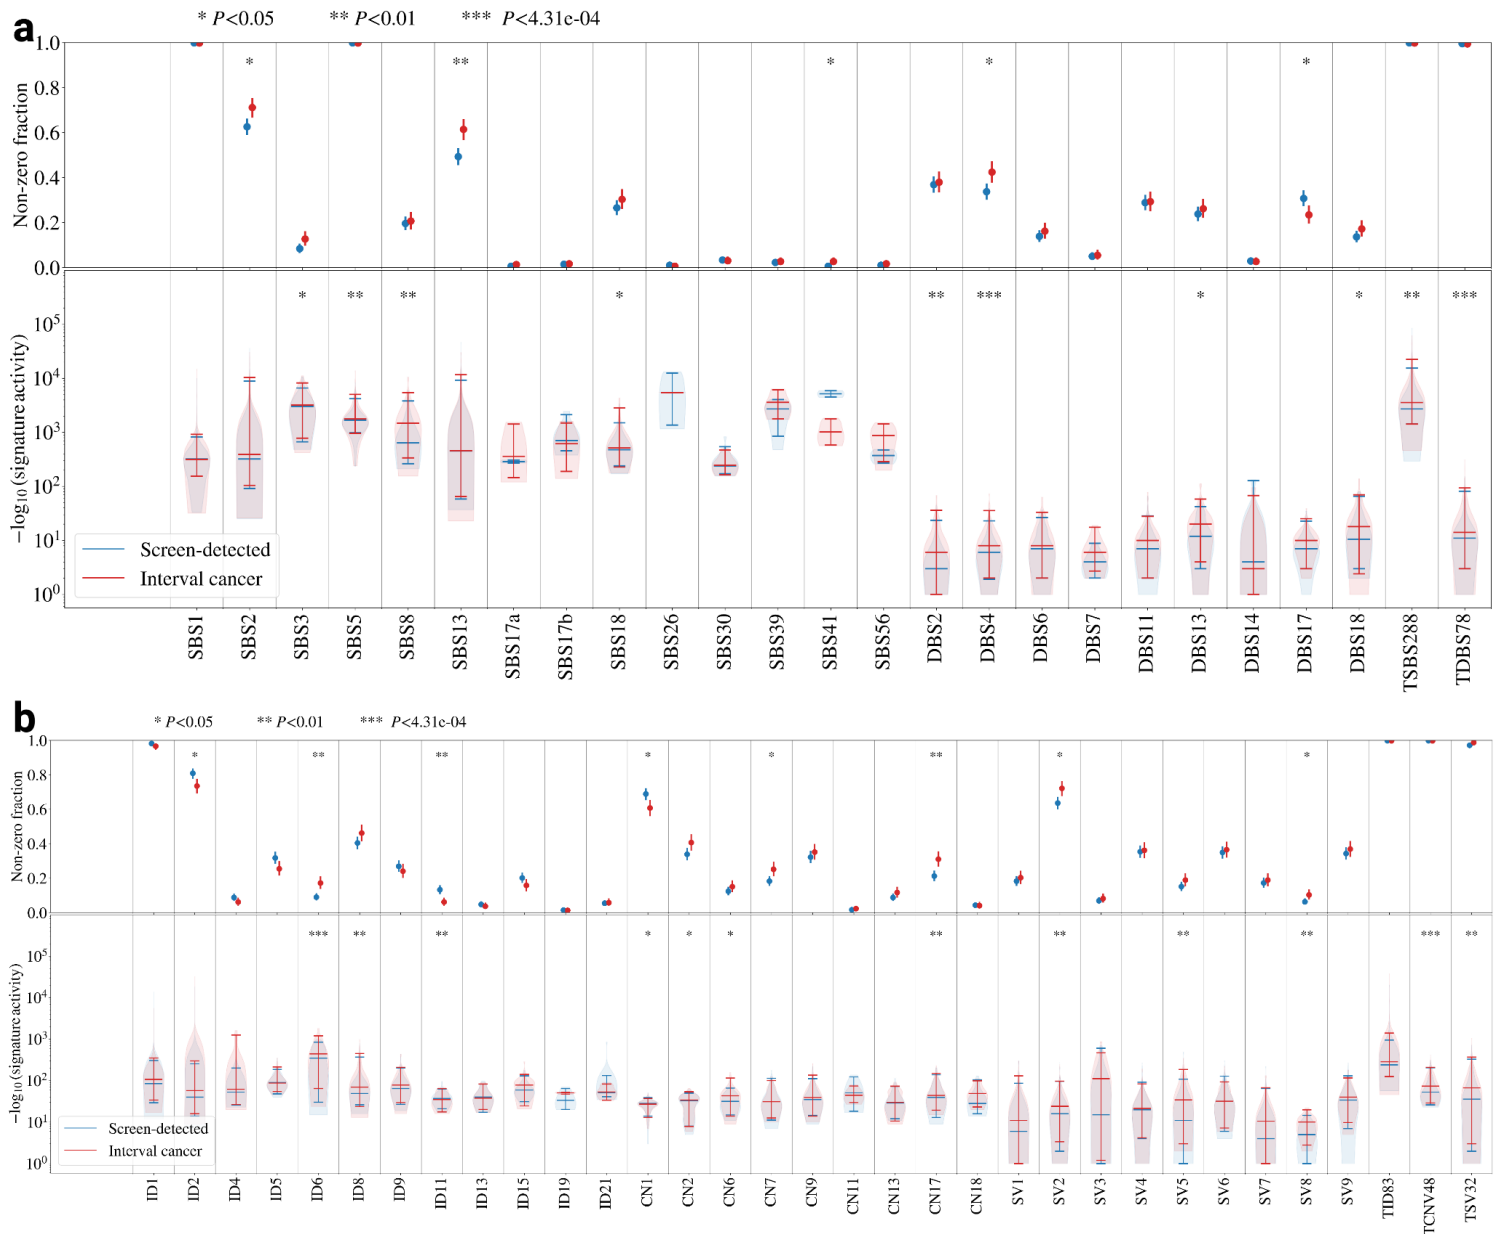 a
* P<0.05 ** P<0.01 *** P<4.31e-04
Non-zero fraction
1.0
0.8
0.6
0.4
0.2
0.0
* ** * * *
−log10 (signature activity)
10^5
10^4
10^3
10^2
10^1
10^0
* ** ** * ** *** * * ** ***
Screen-detected
Interval cancer
SBS1 SBS2 SBS3 SBS5 SBS8 SBS13 SBS17a SBS17b SBS18 SBS26 SBS30 SBS39 SBS41 SBS56 DBS2 DBS4 DBS6 DBS7 DBS11 DBS13 DBS14 DBS17 DBS18 TSBS288 TDBS78
b
* P<0.05 ** P<0.01 *** P<4.31e-04
Non-zero fraction
1.0
0.8
0.6
0.4
0.2
0.0
* ** ** * * ** * *
−log10 (signature activity)
10^5
10^4
10^3
10^2
10^1
10^0
*** ** ** * * * ** ** ** ** *** **
Screen-detected
Interval cancer
ID1 ID2 ID4 ID5 ID6 ID8 ID9 ID11 ID13 ID15 ID19 ID21 CN1 CN2 CN6 CN7 CN9 CN11 CN13 CN17 CN18 SV1 SV2 SV3 SV4 SV5 SV6 SV7 SV8 SV9 TID83 TCNV48 TSV32